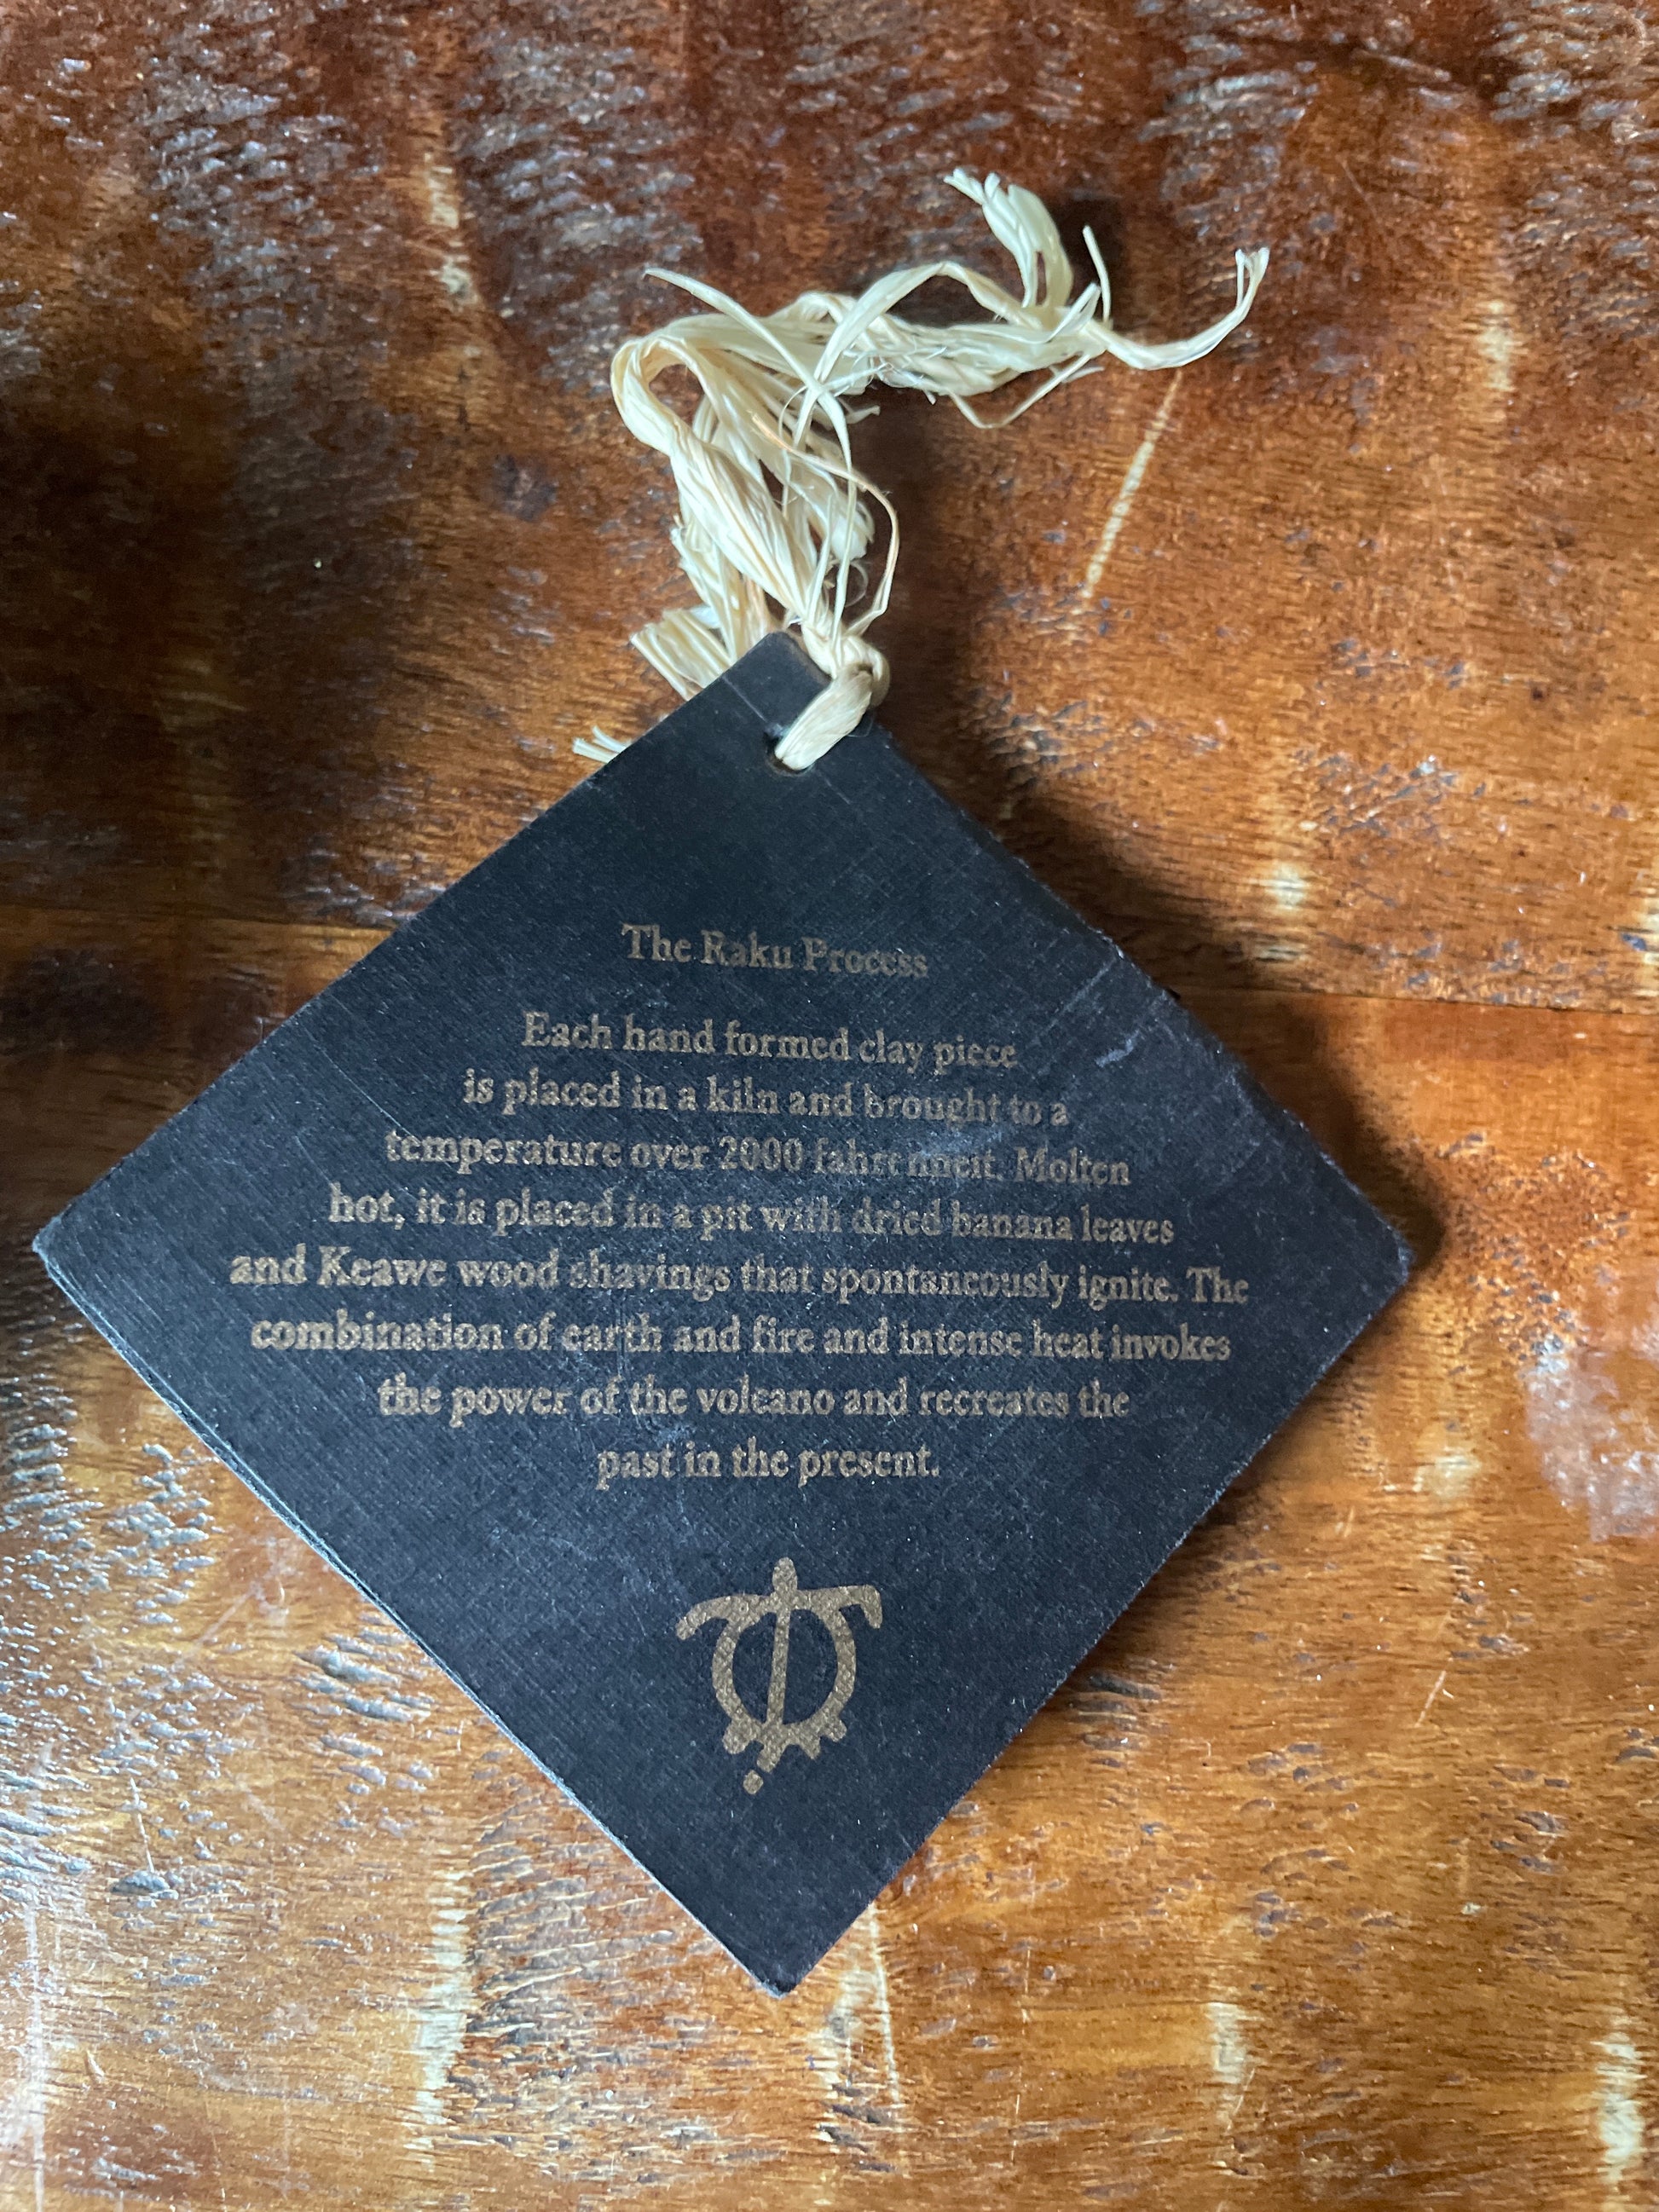 The Raku Process
Each hand formed clay piece
is placed in a kiln and brought to a
temperature over 2000 fahrenheit. Molten
hot, it is placed in a pit with dried banana leaves
and Keawe wood shavings that spontaneously ignite. The
combination of earth and fire and intense heat invokes
the power of the volcano and recreates the
past in the present.